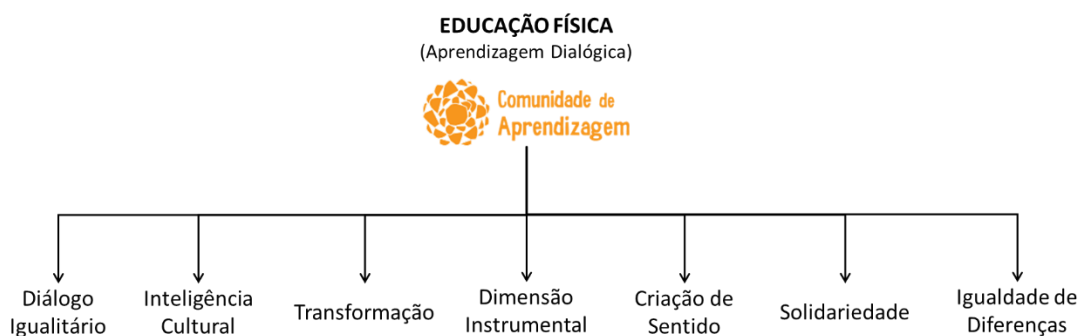 EDUCAÇÃO FÍSICA
(Aprendizagem Dialógica)
Comunidade de
Aprendizagem
Diálogo
Igualitário
Inteligência
Cultural
Transformação
Dimensão
Instrumental
Criação de
Sentido
Solidariedade
Igualdade de
Diferenças